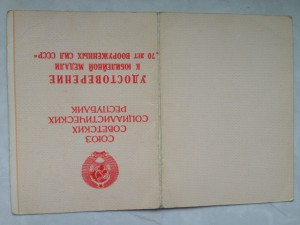 СОЮЗ
СОВЕТСКИХ
СОЦИАЛИСТИЧЕСКИХ
РЕСПУБЛИК
УДОСТОВЕРЕНИЕ
К ЮБИЛЕЙНОЙ МЕДАЛИ
„70 ЛЕТ ВООРУЖЕННЫХ СИЛ СССР“